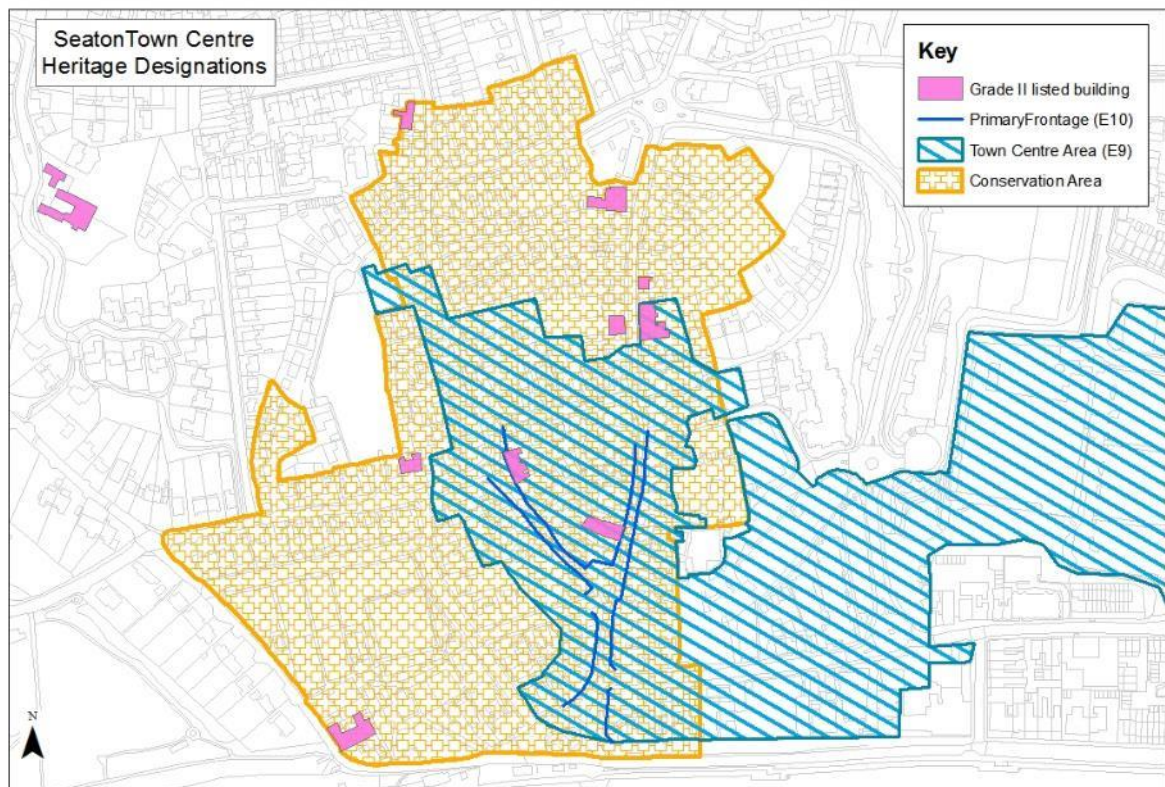 SeatonTown Centre
Heritage Designations
Key
Grade II listed building
PrimaryFrontage (E10)
Town Centre Area (E9)
Conservation Area
N